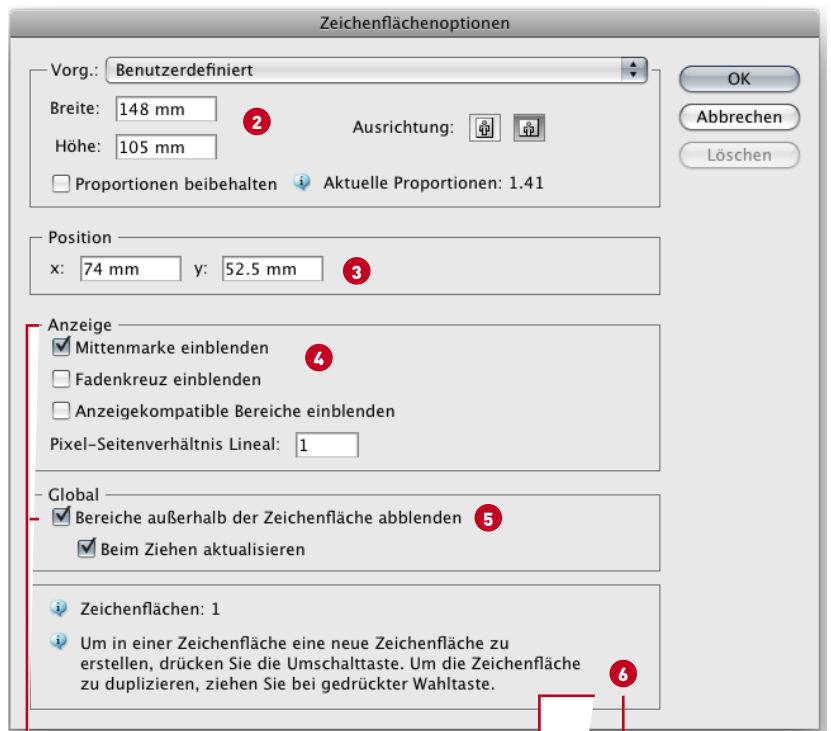 Zeichenflächenoptionen
Vorg.: Benutzerdefiniert
OK
Breite: 148 mm
2
Ausrichtung:
Abbrechen
Höhe: 105 mm
Löschen
Proportionen beibehalten Aktuelle Proportionen: 1.41
Position
x: 74 mm y: 52.5 mm
3
Anzeige
Mittenmarke einblenden
4
Fadenkreuz einblenden
Anzeigekompatible Bereiche einblenden
Pixel-Seitenverhältnis Lineal: 1
Global
Bereiche außerhalb der Zeichenfläche abblenden
5
Beim Ziehen aktualisieren
Zeichenflächen: 1
Um in einer Zeichenfläche eine neue Zeichenfläche zu
erstellen, drücken Sie die Umschalttaste. Um die Zeichenfläche
zu duplizieren, ziehen Sie bei gedrückter Wahltaste.
6